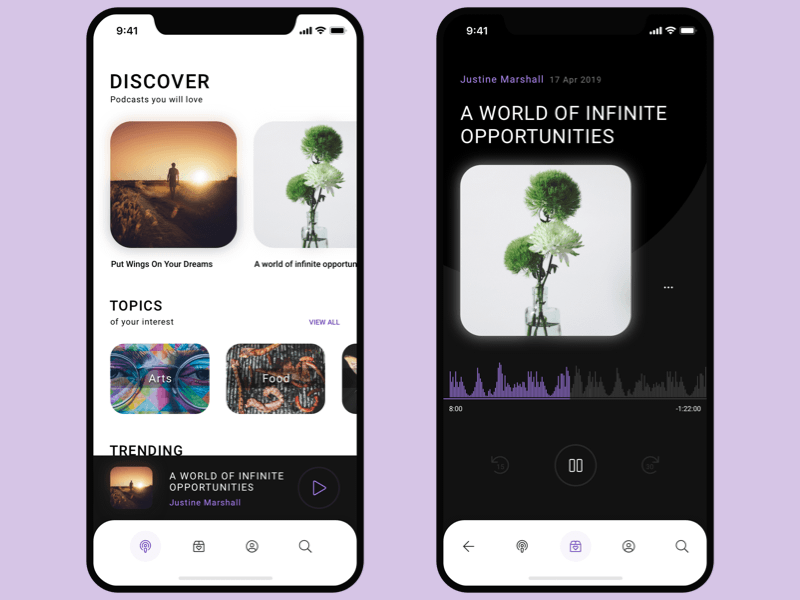 9:41
DISCOVER
Podcasts you will love
Put Wings On Your Dreams
A world of infinite opportun
TOPICS
of your interest
VIEW ALL
Arts
Food
TRENDING
A WORLD OF INFINITE
OPPORTUNITIES
Justine Marshall
9:41
Justine Marshall 17 Apr 2019
A WORLD OF INFINITE
OPPORTUNITIES
8:00
-1:22:00
15
30